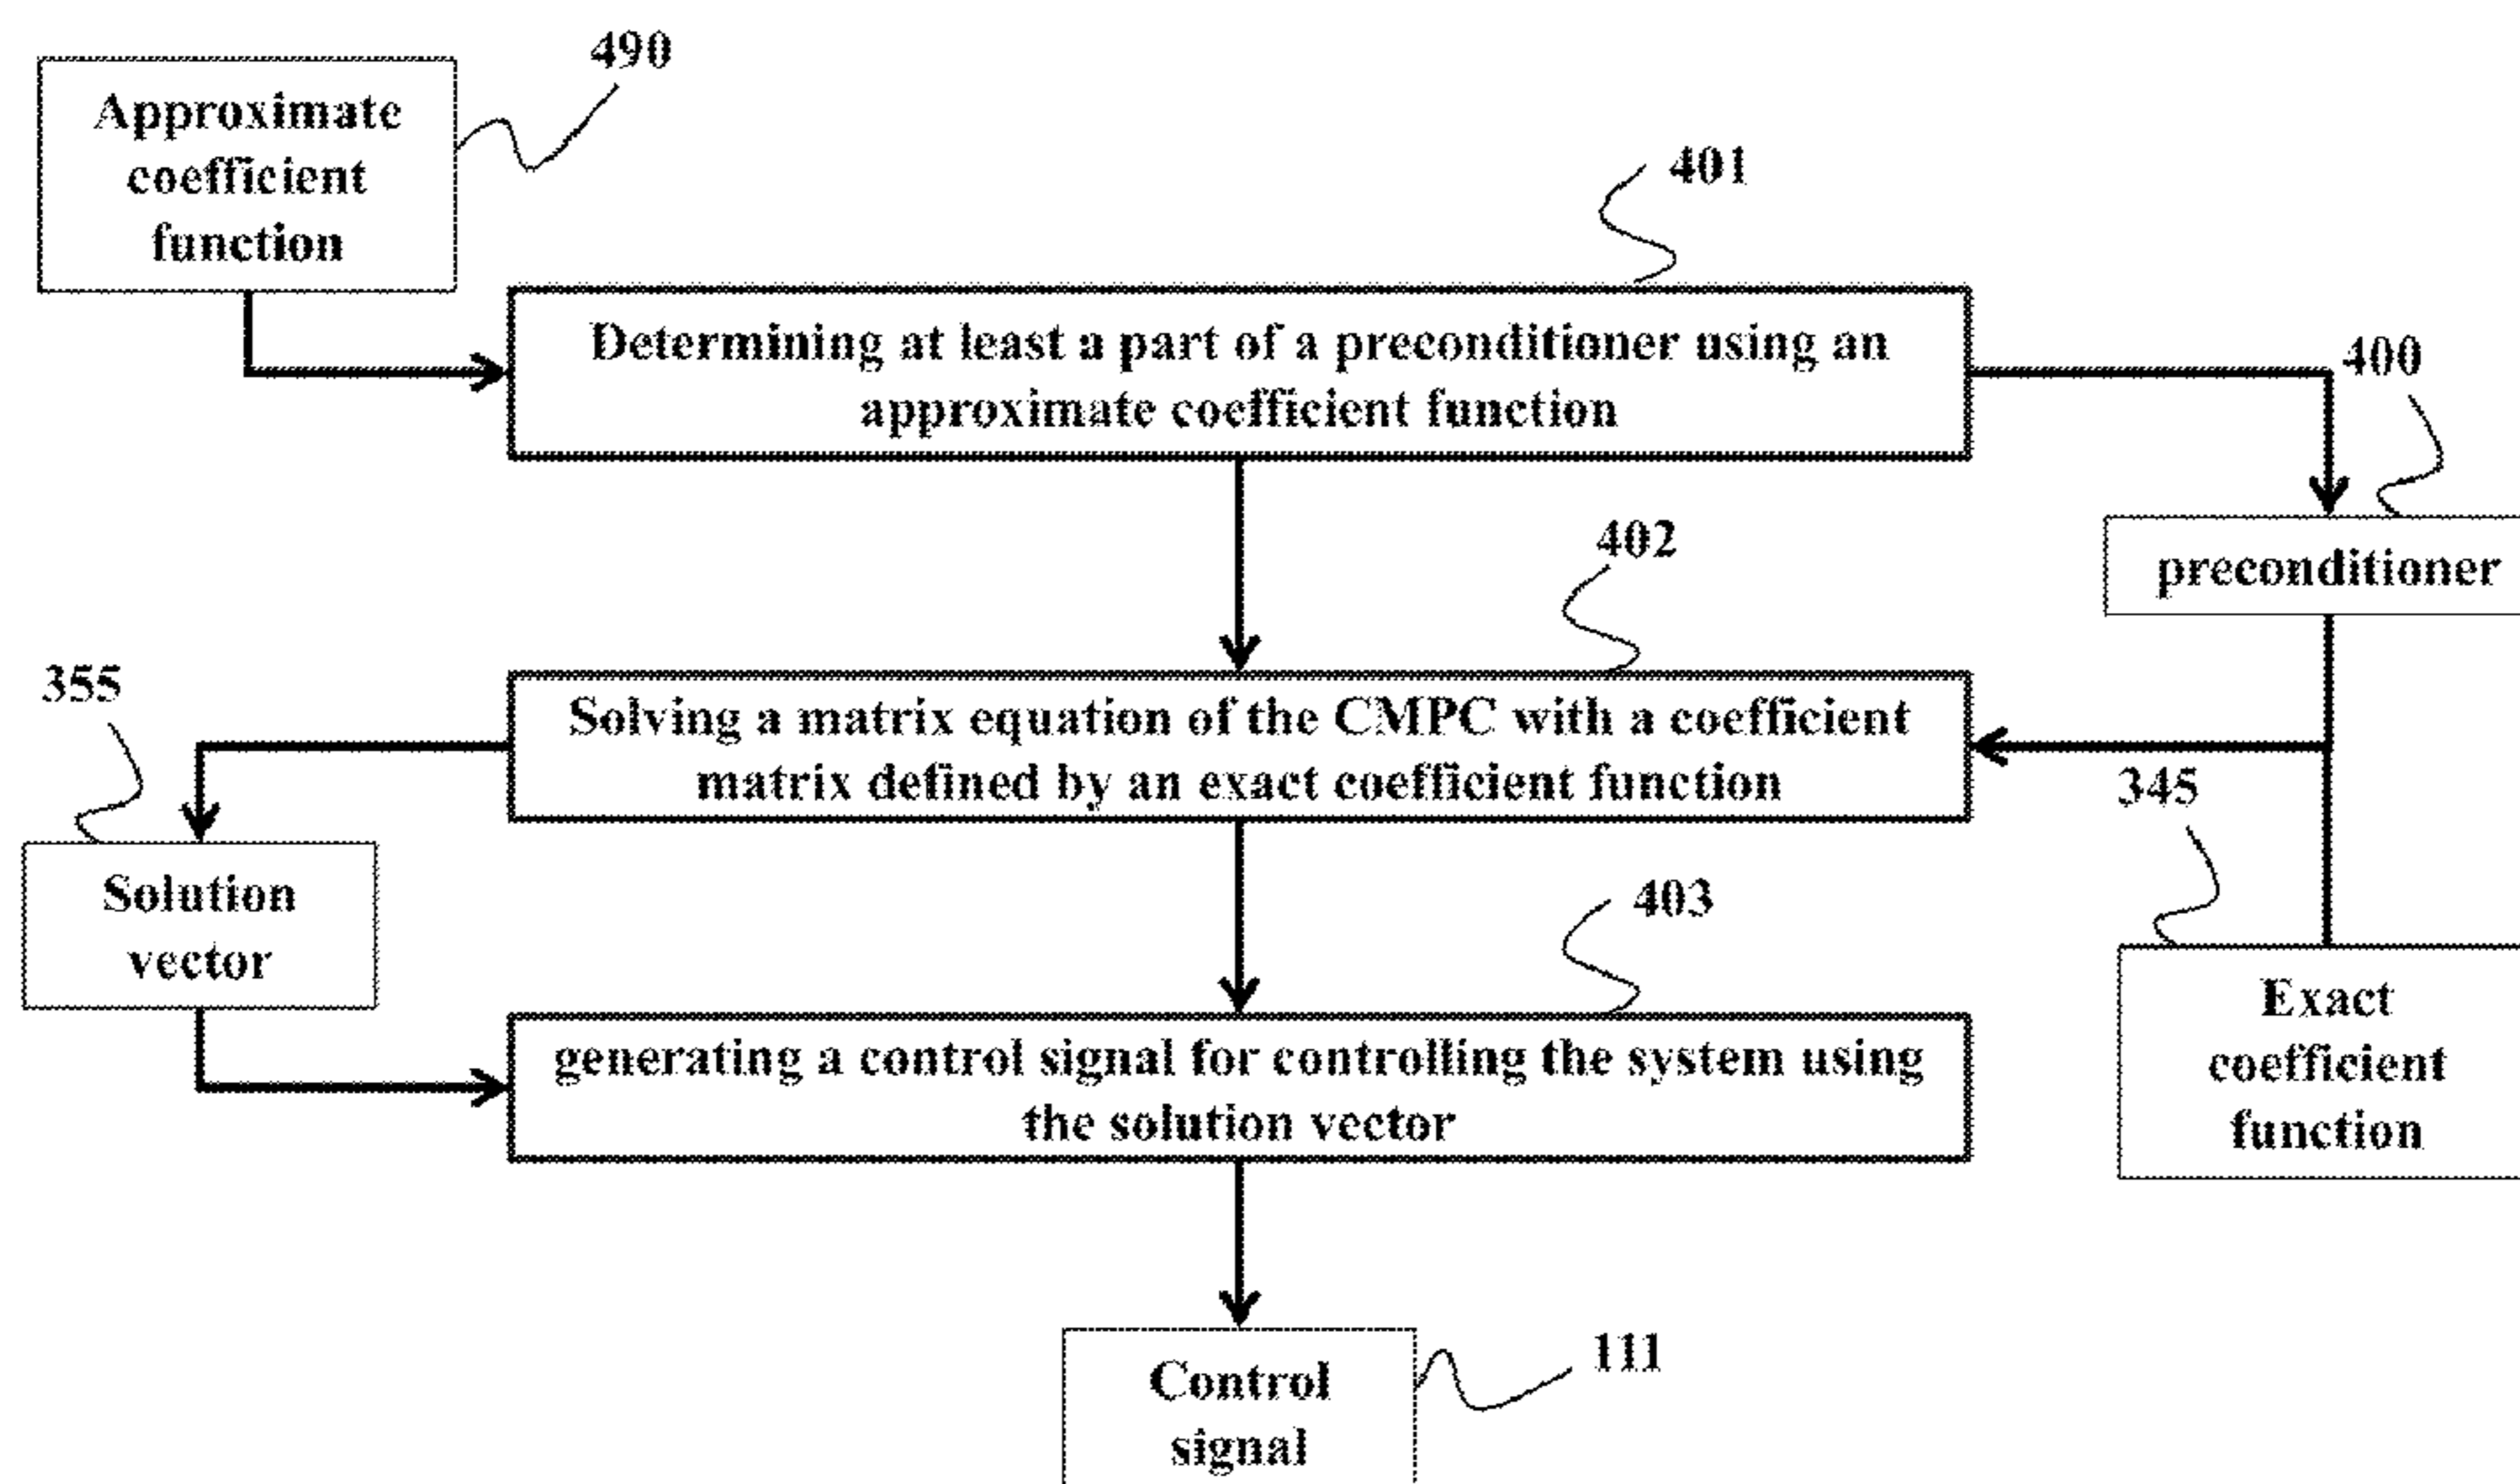 490
Approximate
coefficient
function
401
Determining at least a part of a preconditioner using an
approximate coefficient function
400
preconditioner
402
355
Solving a matrix equation of the CMPC with a coefficient
matrix defined by an exact coefficient function
345
Solution
vector
403
Exact
coefficient
function
generating a control signal for controlling the system using
the solution vector
111
Control
signal